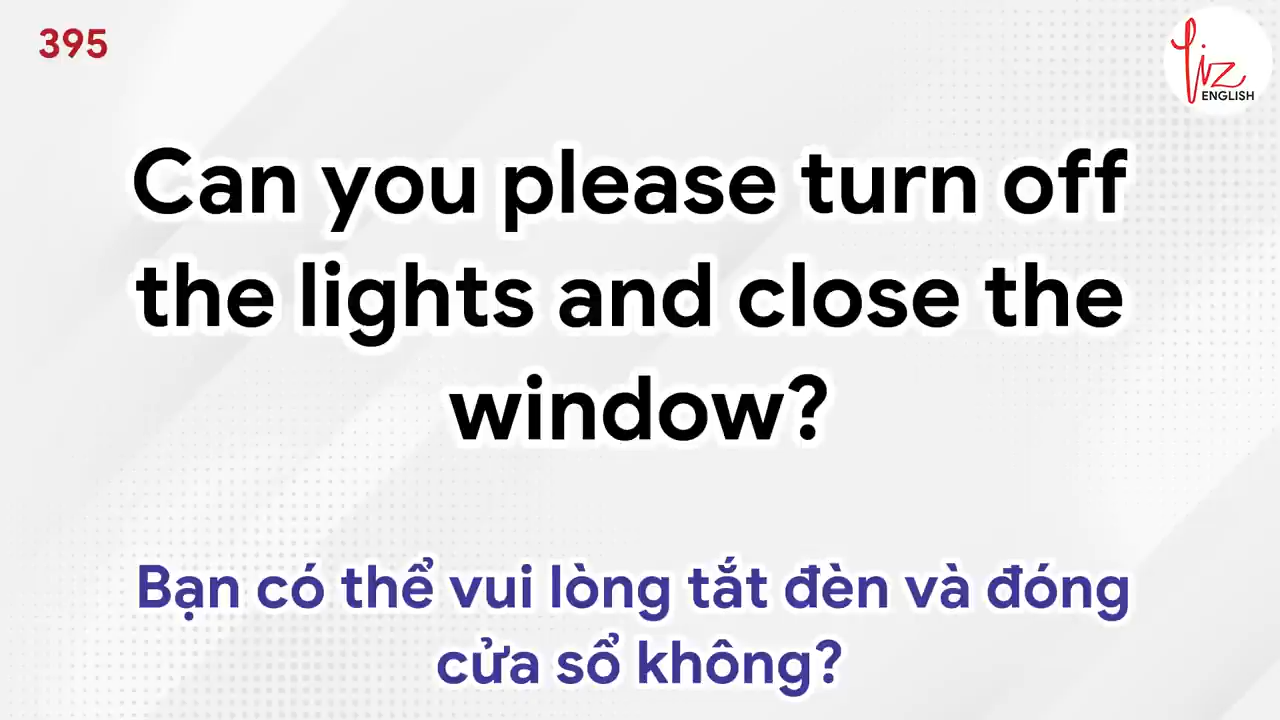 395
Liz
ENGLISH
Can you please turn off
the lights and close the
window?
Bạn có thể vui lòng tắt đèn và đóng
cửa sổ không?